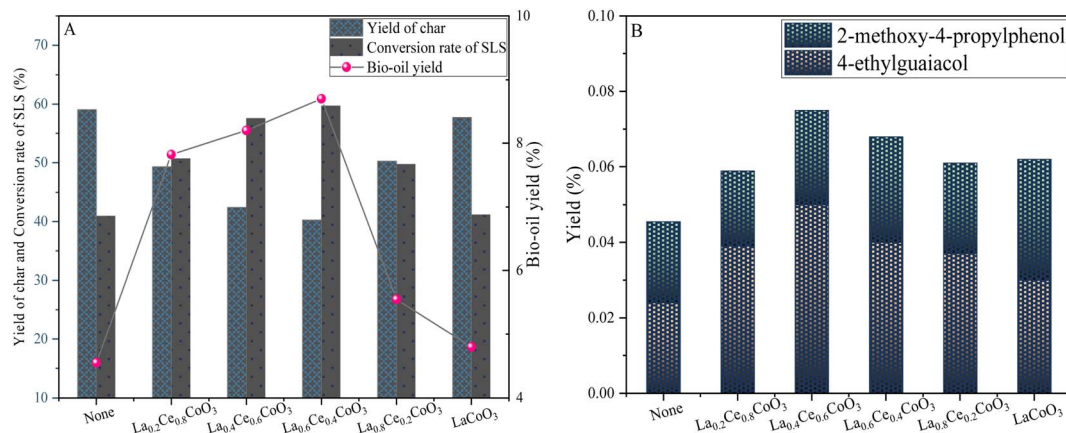 A
Yield of char
Conversion rate of SLS
Bio-oil yield
Yield of char and Conversion rate of SLS (%)
70
60
50
40
30
20
10
Bio-oil yield (%)
10
8
6
4
None
La0.2Ce0.8CoO3
La0.4Ce0.6CoO3
La0.6Ce0.4CoO3
La0.8Ce0.2CoO3
LaCoO3
B
2-methoxy-4-propylphenol
4-ethylguaiacol
Yield (%)
0.10
0.08
0.06
0.04
0.02
0.00
None
La0.2Ce0.8CoO3
La0.4Ce0.6CoO3
La0.6Ce0.4CoO3
La0.8Ce0.2CoO3
LaCoO3